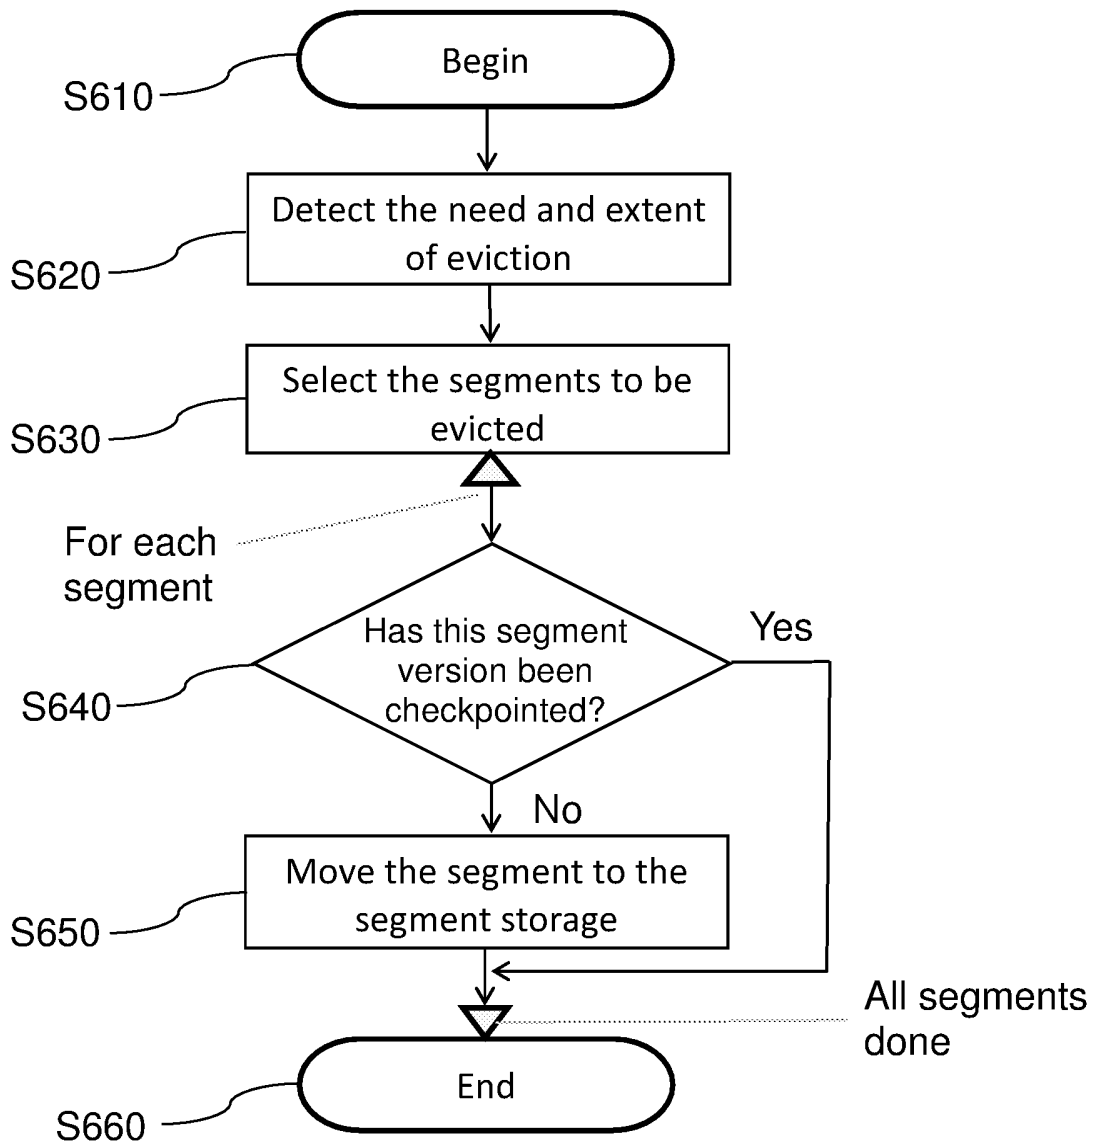 Begin
S610
Detect the need and extent
of eviction
S620
Select the segments to be
evicted
S630
For each
segment
Has this segment
version been
checkpointed?
Yes
S640
No
Move the segment to the
segment storage
S650
All segments
done
End
S660